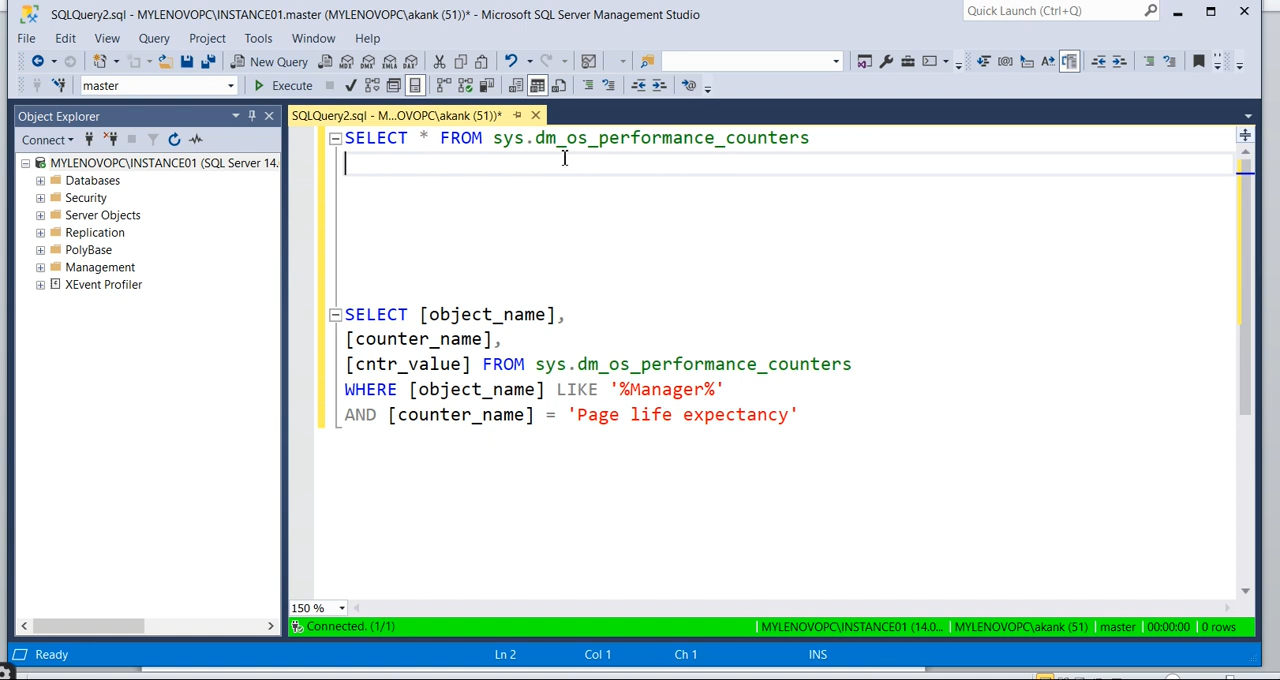 SQLQuery2.sql - MYLENOVOPC\INSTANCE01.master (MYLENOVOPC\akank (51))* - Microsoft SQL Server Management Studio
Quick Launch (Ctrl+Q)
File Edit View Query Project Tools Window Help
New Query
master Execute
Object Explorer
SQLQuery2.sql - M...OVOPC\akank (51))*
Connect
MYLENOVOPC\INSTANCE01 (SQL Server 14.
Databases
Security
Server Objects
Replication
PolyBase
Management
XEvent Profiler
SELECT * FROM sys.dm_os_performance_counters
SELECT [object_name],
[counter_name],
[cntr_value] FROM sys.dm_os_performance_counters
WHERE [object_name] LIKE '%Manager%'
AND [counter_name] = 'Page life expectancy'
150 %
Connected. (1/1) MYLENOVOPC\INSTANCE01 (14.0... MYLENOVOPC\akank (51) master 00:00:00 0 rows
Ready Ln 2 Col 1 Ch 1 INS